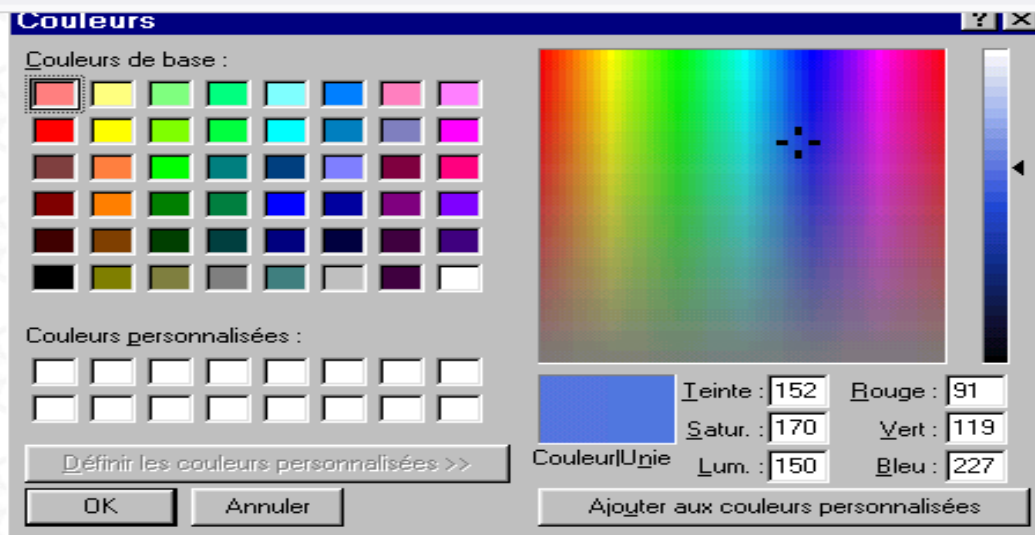 Couleurs
Couleurs de base :
Couleurs personnalisées :
Définir les couleurs personnalisées >>
OK Annuler
Couleur|Unie
Teinte : 152 Rouge : 91
Satur. : 170 Vert : 119
Lum. : 150 Bleu : 227
Ajouter aux couleurs personnalisées